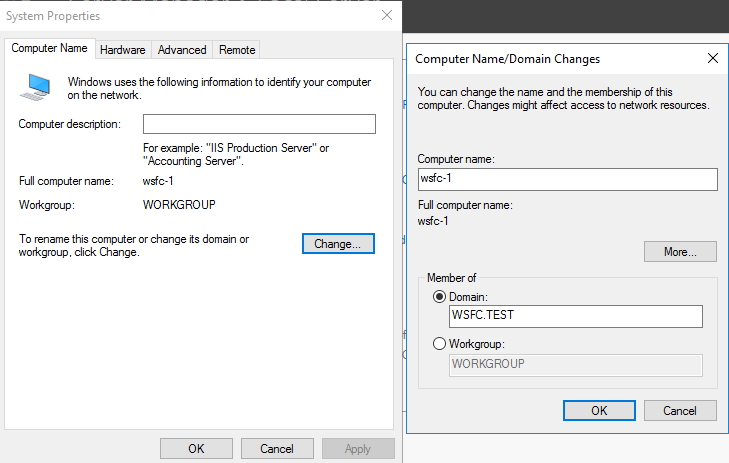 System Properties
Computer Name Hardware Advanced Remote
Windows uses the following information to identify your computer
on the network.
Computer description:
For example: "IIS Production Server" or
"Accounting Server".
Full computer name: wsfc-1
Workgroup: WORKGROUP
To rename this computer or change its domain or
workgroup, click Change.
Change...
OK Cancel Apply
Computer Name/Domain Changes
You can change the name and the membership of this
computer. Changes might affect access to network resources.
Computer name:
wsfc-1
Full computer name:
wsfc-1
More...
Member of
Domain:
WSFC.TEST
Workgroup:
WORKGROUP
OK Cancel